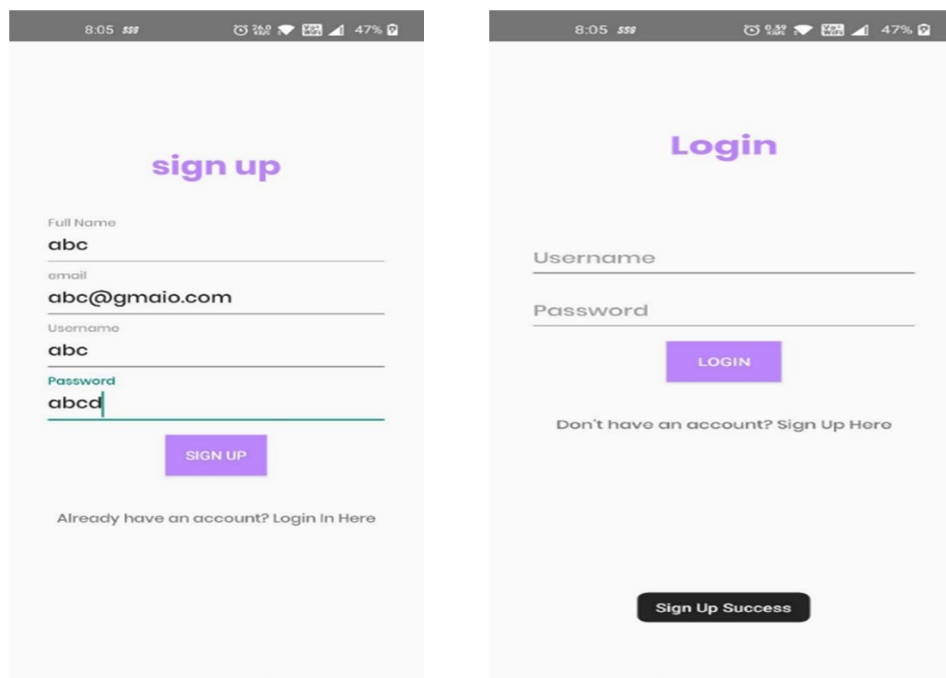 8:05 47%
sign up
Full Name
abc
email
abc@gmaio.com
Username
abc
Password
abcd
SIGN UP
Already have an account? Login In Here
8:05 47%
Login
Username
Password
LOGIN
Don't have an account? Sign Up Here
Sign Up Success